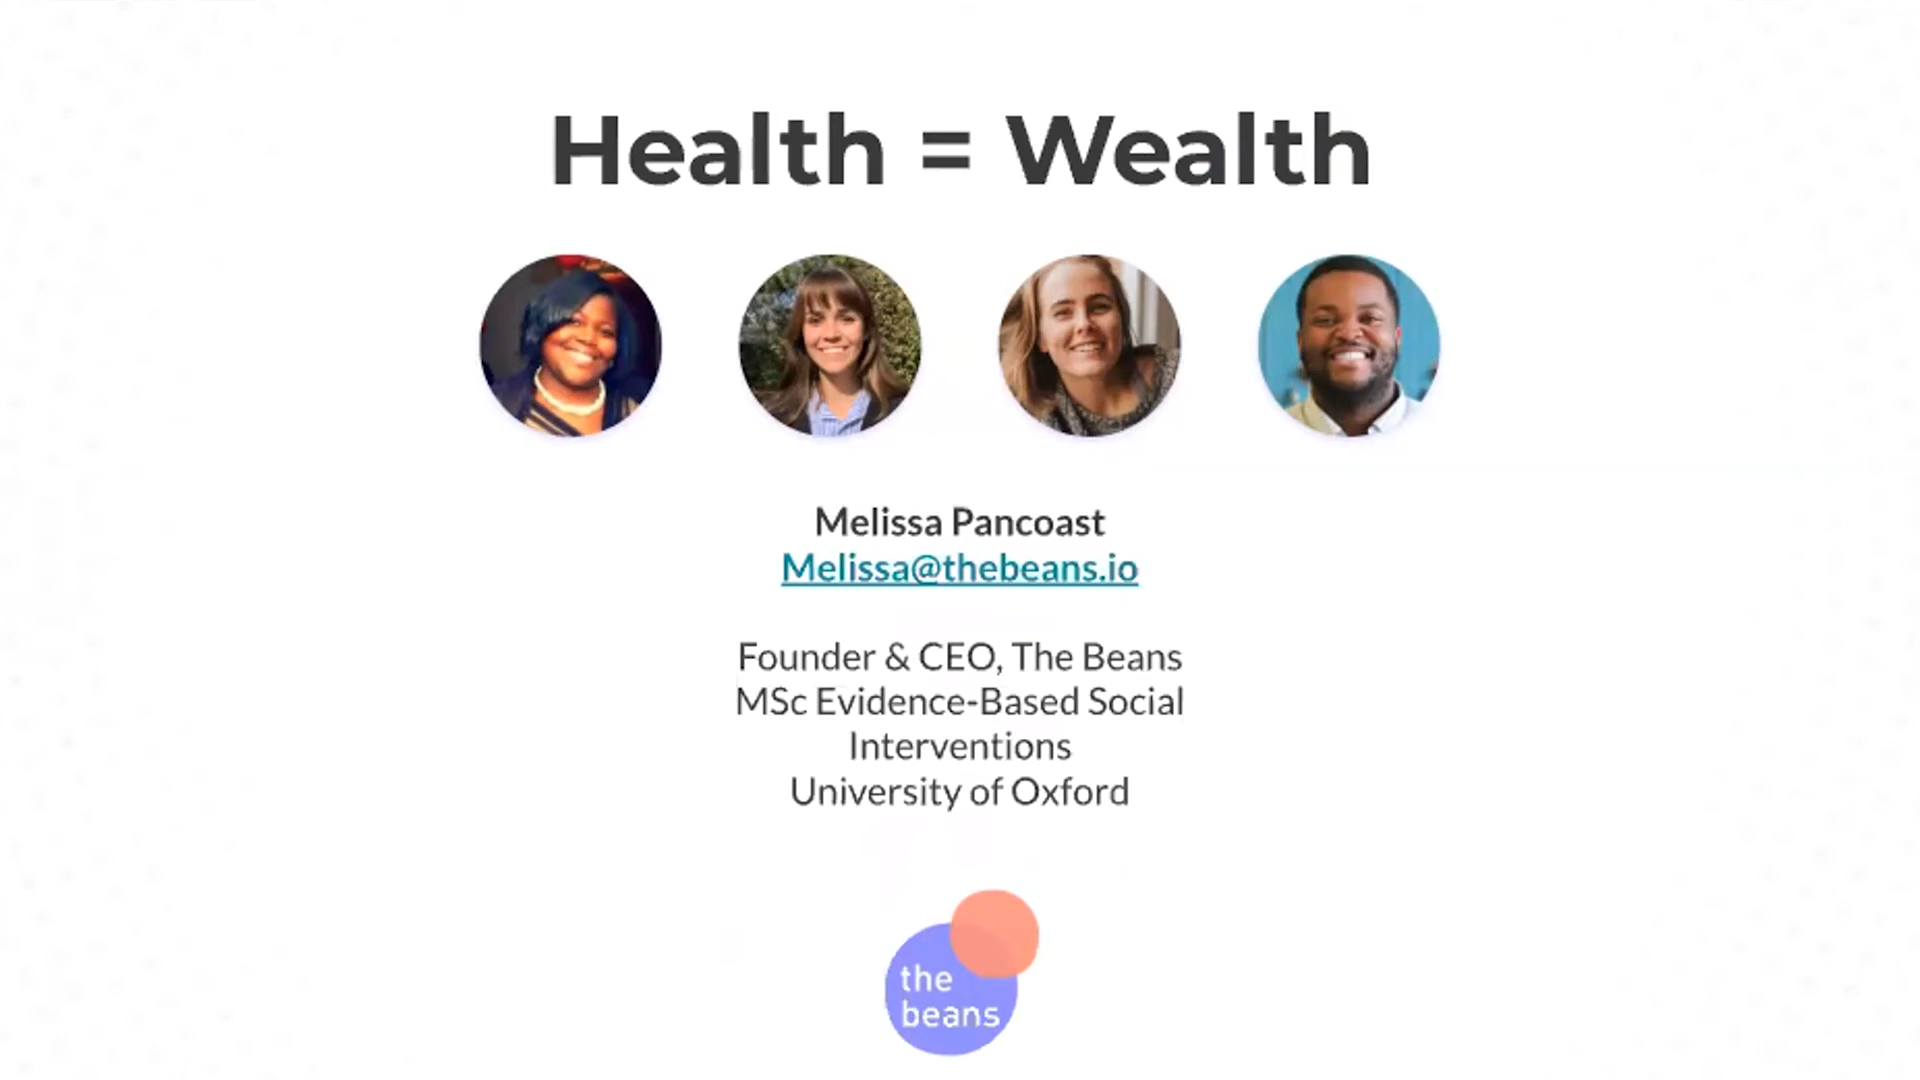 Health = Wealth
Melissa Pancoast
Melissa@thebeans.io
Founder & CEO, The Beans
MSc Evidence-Based Social
Interventions
University of Oxford
the
beans